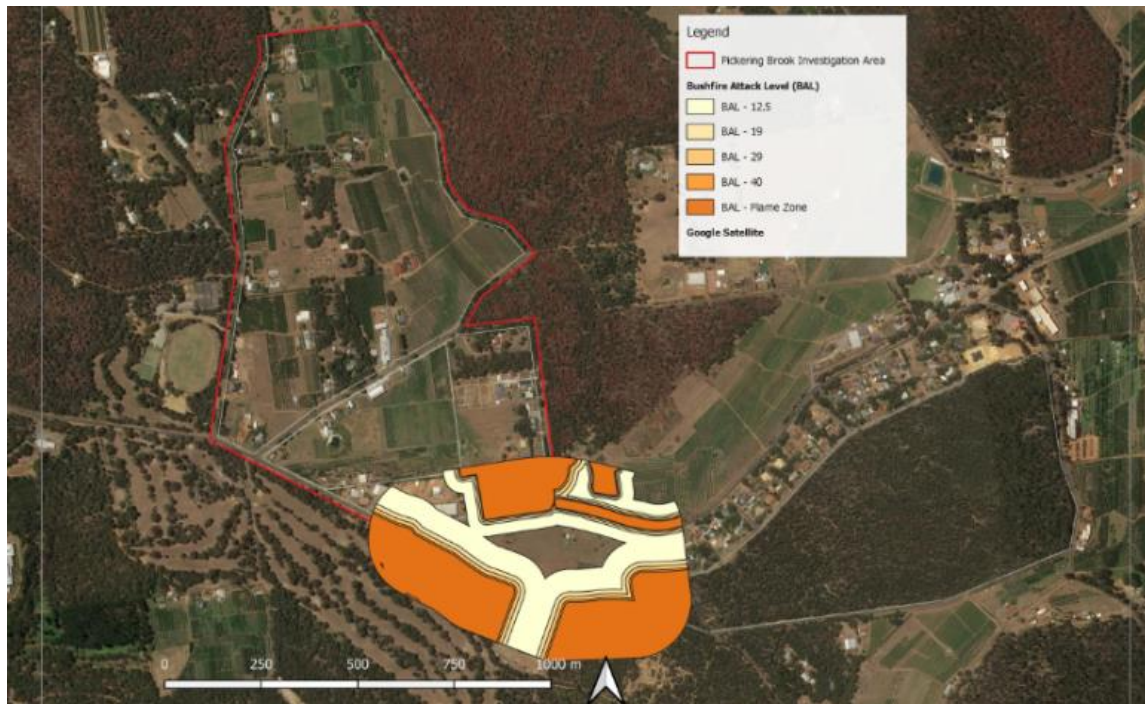 Legend
Pickering Brook Investigation Area
Bushfire Attack Level (BAL)
BAL - 12.5
BAL - 19
BAL - 29
BAL - 40
BAL - Flame Zone
Google Satellite
0 250 500 750 1000 m